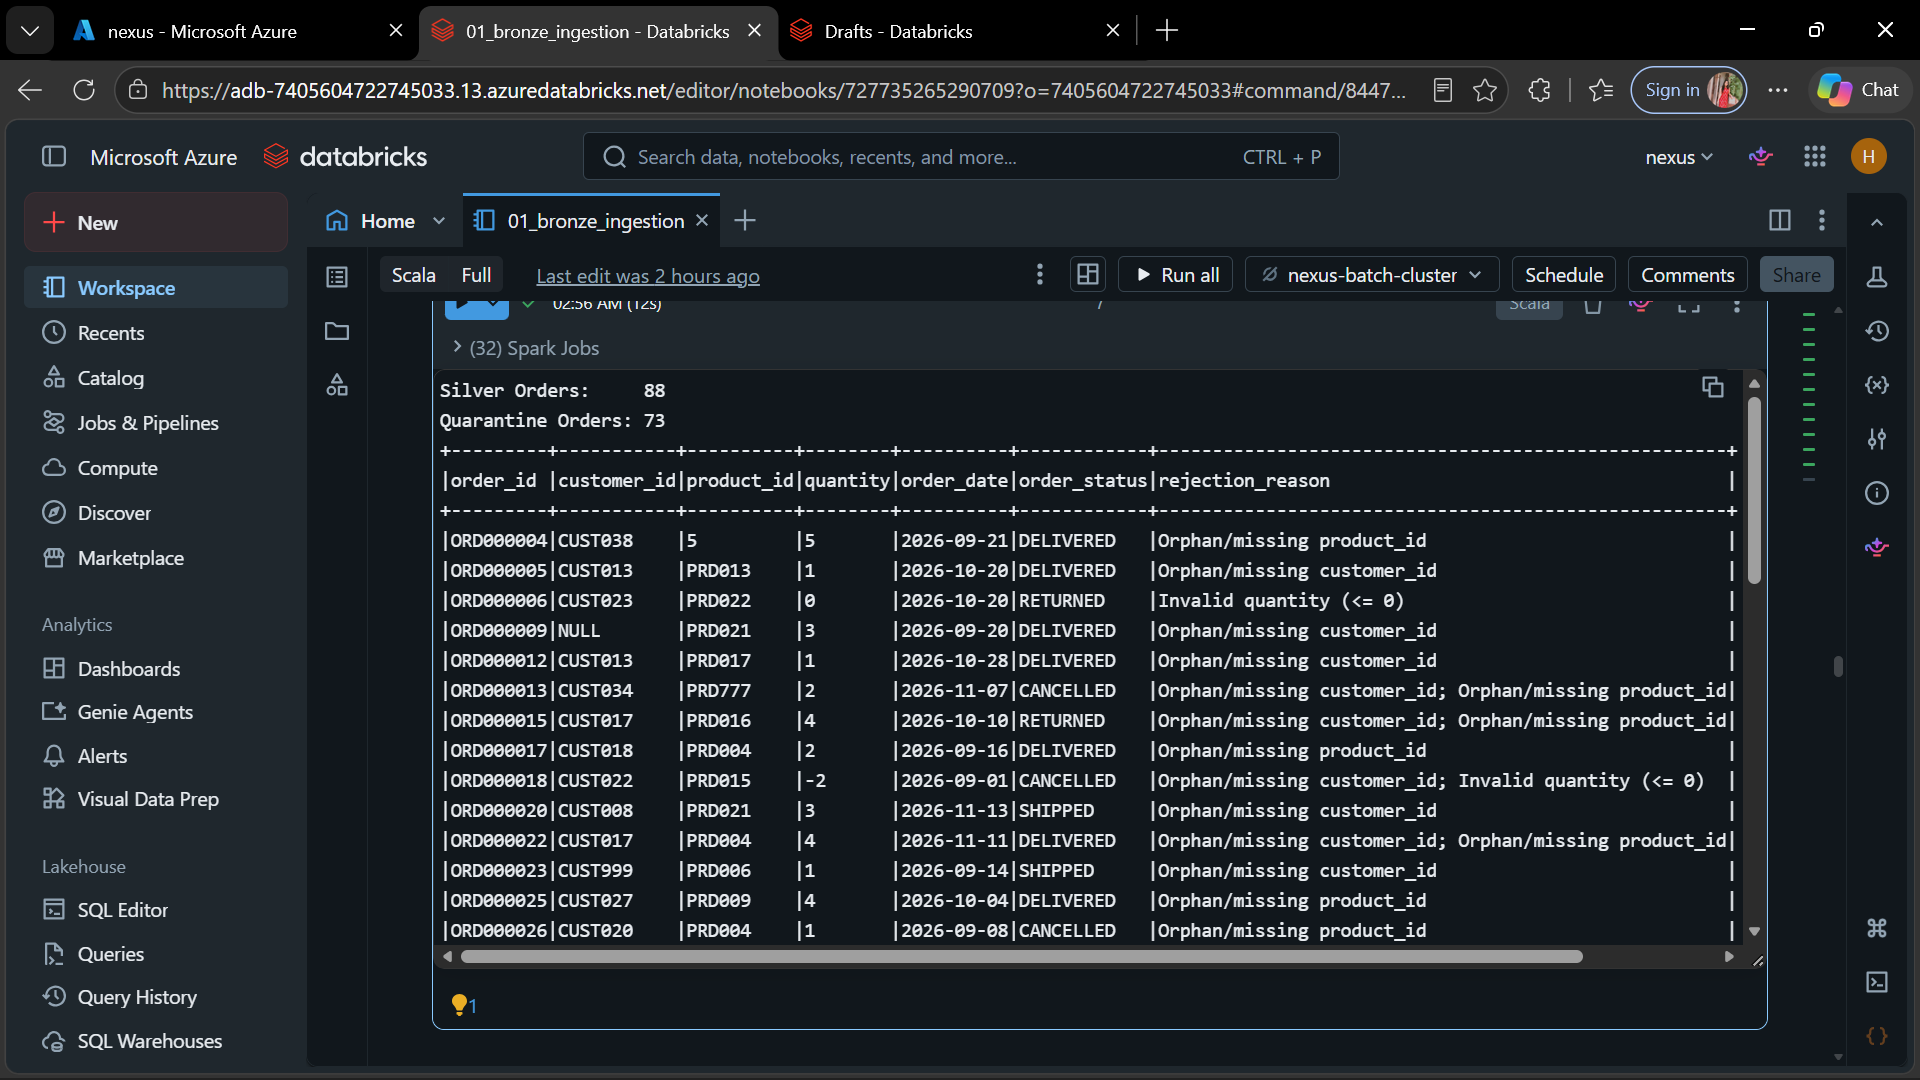 nexus - Microsoft Azure
01_bronze_ingestion - Databricks
Drafts - Databricks
https://adb-7405604722745033.13.azuredatabricks.net/editor/notebooks/727735265290709?o=7405604722745033#command/8447...
Sign in
Chat
Microsoft Azure
databricks
Search data, notebooks, recents, and more...
CTRL + P
nexus
H
New
Workspace
Recents
Catalog
Jobs & Pipelines
Compute
Discover
Marketplace
Analytics
Dashboards
Genie Agents
Alerts
Visual Data Prep
Lakehouse
SQL Editor
Queries
Query History
SQL Warehouses
Home
01_bronze_ingestion
Scala
Full
Last edit was 2 hours ago
Run all
nexus-batch-cluster
Schedule
Comments
Share
02:56 AM (12s)
7
Scala
(32) Spark Jobs
Silver Orders:     88
Quarantine Orders: 73
+---------+-----------+----------+--------+----------+------------+------------------------------------------------------+
|order_id |customer_id|product_id|quantity|order_date|order_status|rejection_reason                                      |
+---------+-----------+----------+--------+----------+------------+------------------------------------------------------+
|ORD000004|CUST038    |5         |5       |2026-09-21|DELIVERED   |Orphan/missing product_id                             |
|ORD000005|CUST013    |PRD013    |1       |2026-10-20|DELIVERED   |Orphan/missing customer_id                            |
|ORD000006|CUST023    |PRD022    |0       |2026-10-20|RETURNED    |Invalid quantity (<= 0)                               |
|ORD000009|NULL       |PRD021    |3       |2026-09-20|DELIVERED   |Orphan/missing customer_id                            |
|ORD000012|CUST013    |PRD017    |1       |2026-10-28|DELIVERED   |Orphan/missing customer_id                            |
|ORD000013|CUST034    |PRD777    |2       |2026-11-07|CANCELLED   |Orphan/missing customer_id; Orphan/missing product_id|
|ORD000015|CUST017    |PRD016    |4       |2026-10-10|RETURNED    |Orphan/missing customer_id; Orphan/missing product_id|
|ORD000017|CUST018    |PRD004    |2       |2026-09-16|DELIVERED   |Orphan/missing product_id                             |
|ORD000018|CUST022    |PRD015    |-2      |2026-09-01|CANCELLED   |Orphan/missing customer_id; Invalid quantity (<= 0)  |
|ORD000020|CUST008    |PRD021    |3       |2026-11-13|SHIPPED     |Orphan/missing customer_id                            |
|ORD000022|CUST017    |PRD004    |4       |2026-11-11|DELIVERED   |Orphan/missing customer_id; Orphan/missing product_id|
|ORD000023|CUST999    |PRD006    |1       |2026-09-14|SHIPPED     |Orphan/missing customer_id                            |
|ORD000025|CUST027    |PRD009    |4       |2026-10-04|DELIVERED   |Orphan/missing product_id                             |
|ORD000026|CUST020    |PRD004    |1       |2026-09-08|CANCELLED   |Orphan/missing product_id                             |
1